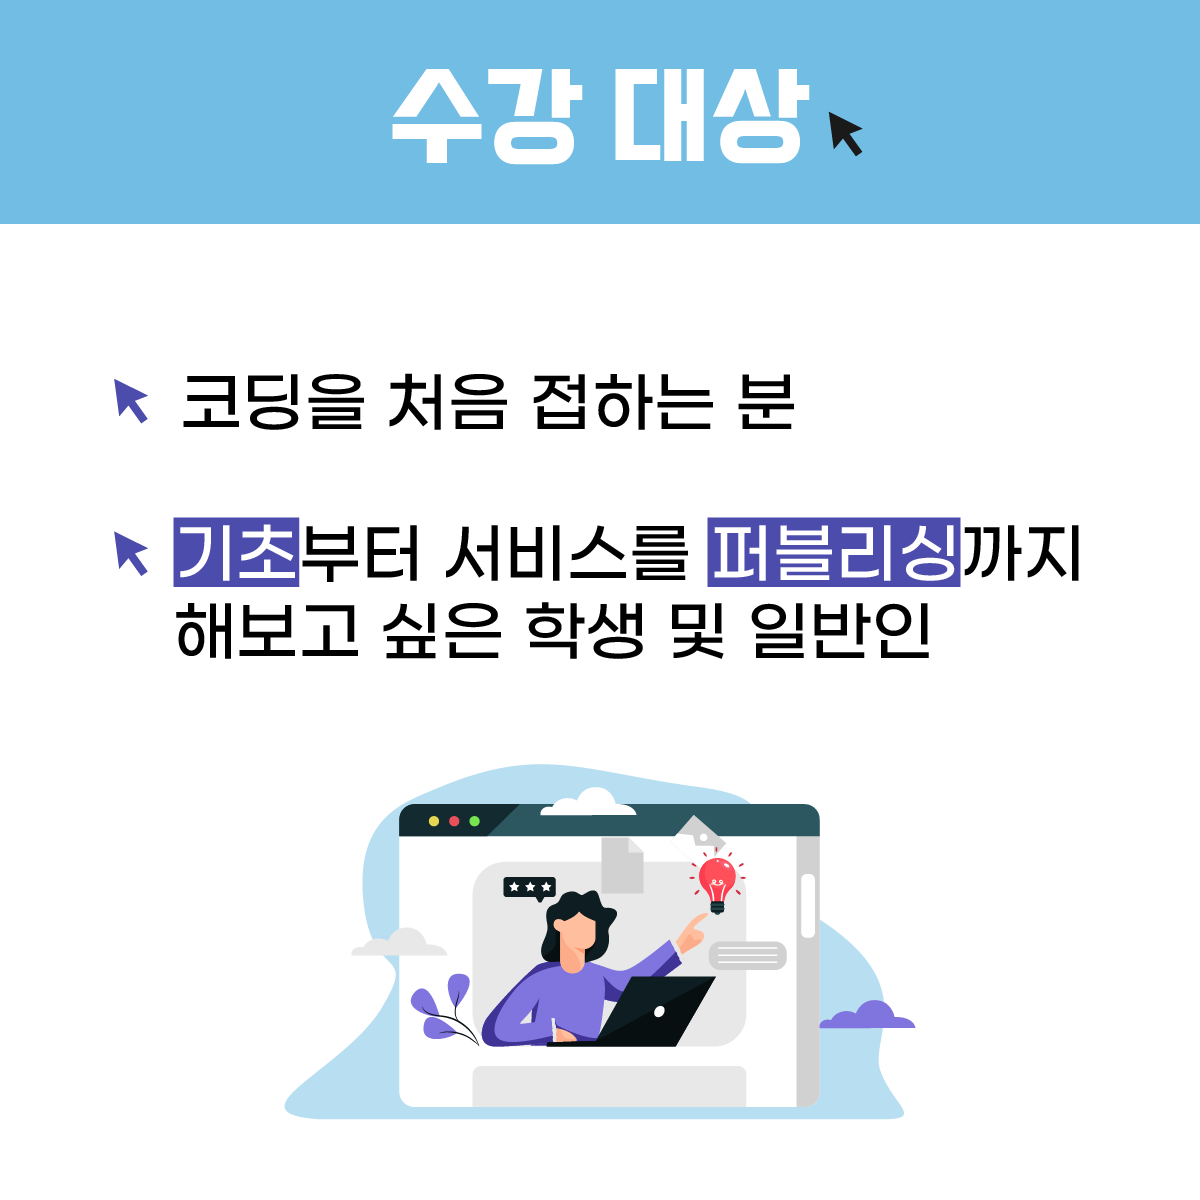 수강 대상
코딩을 처음 접하는 분
기초부터 서비스를 퍼블리싱까지
해보고 싶은 학생 및 일반인